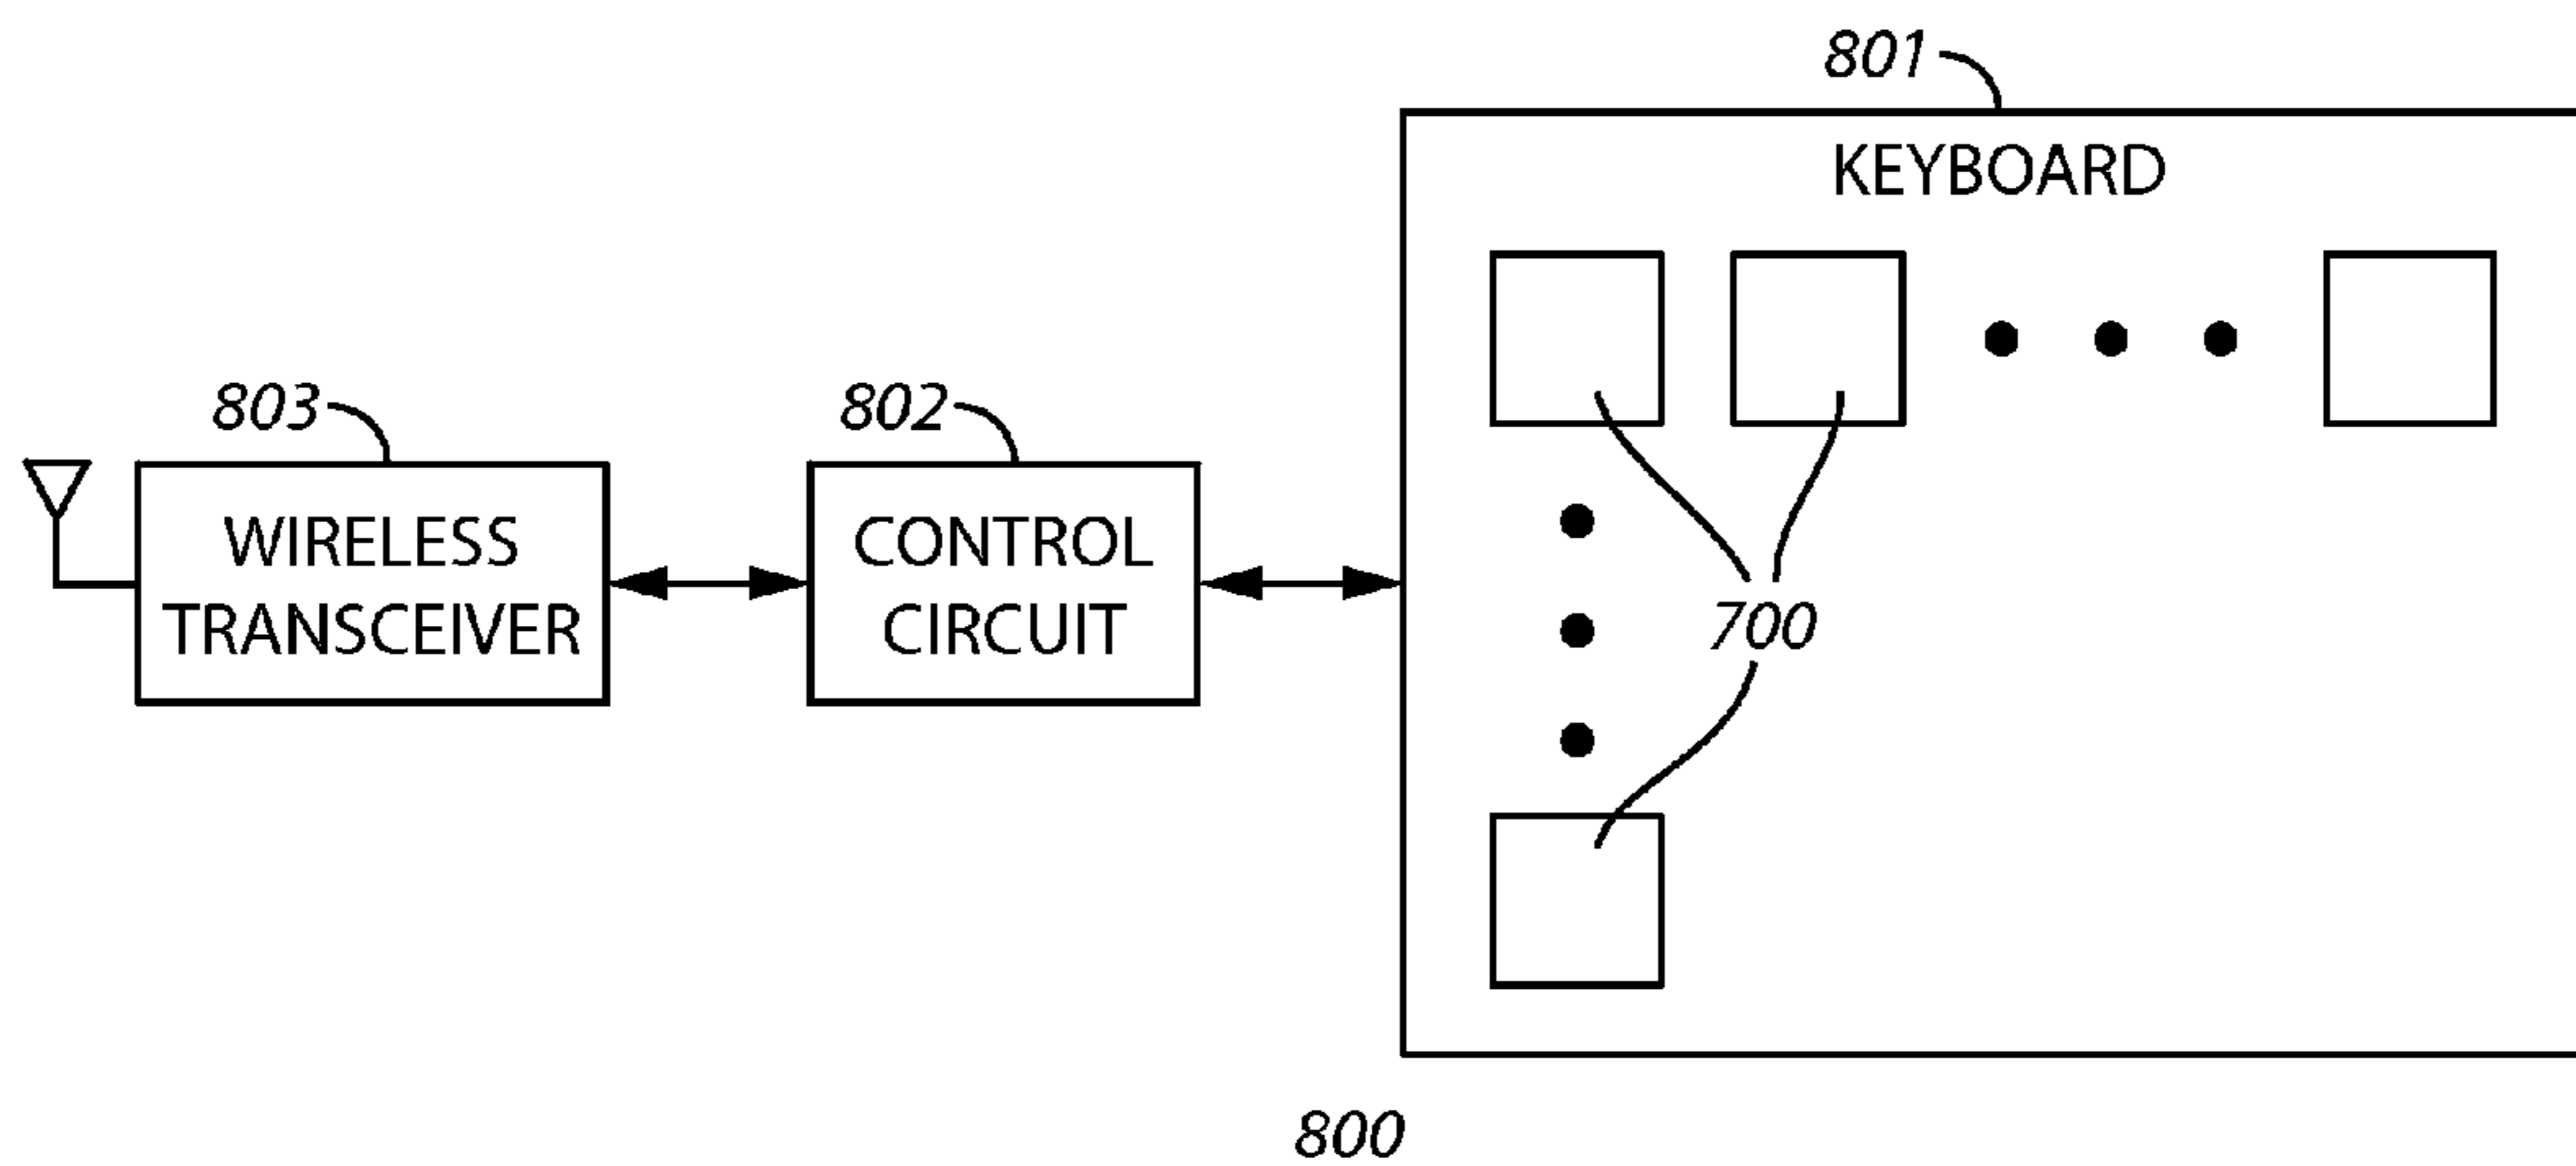 801
KEYBOARD
803
802
WIRELESS
TRANSCEIVER
CONTROL
CIRCUIT
700
800